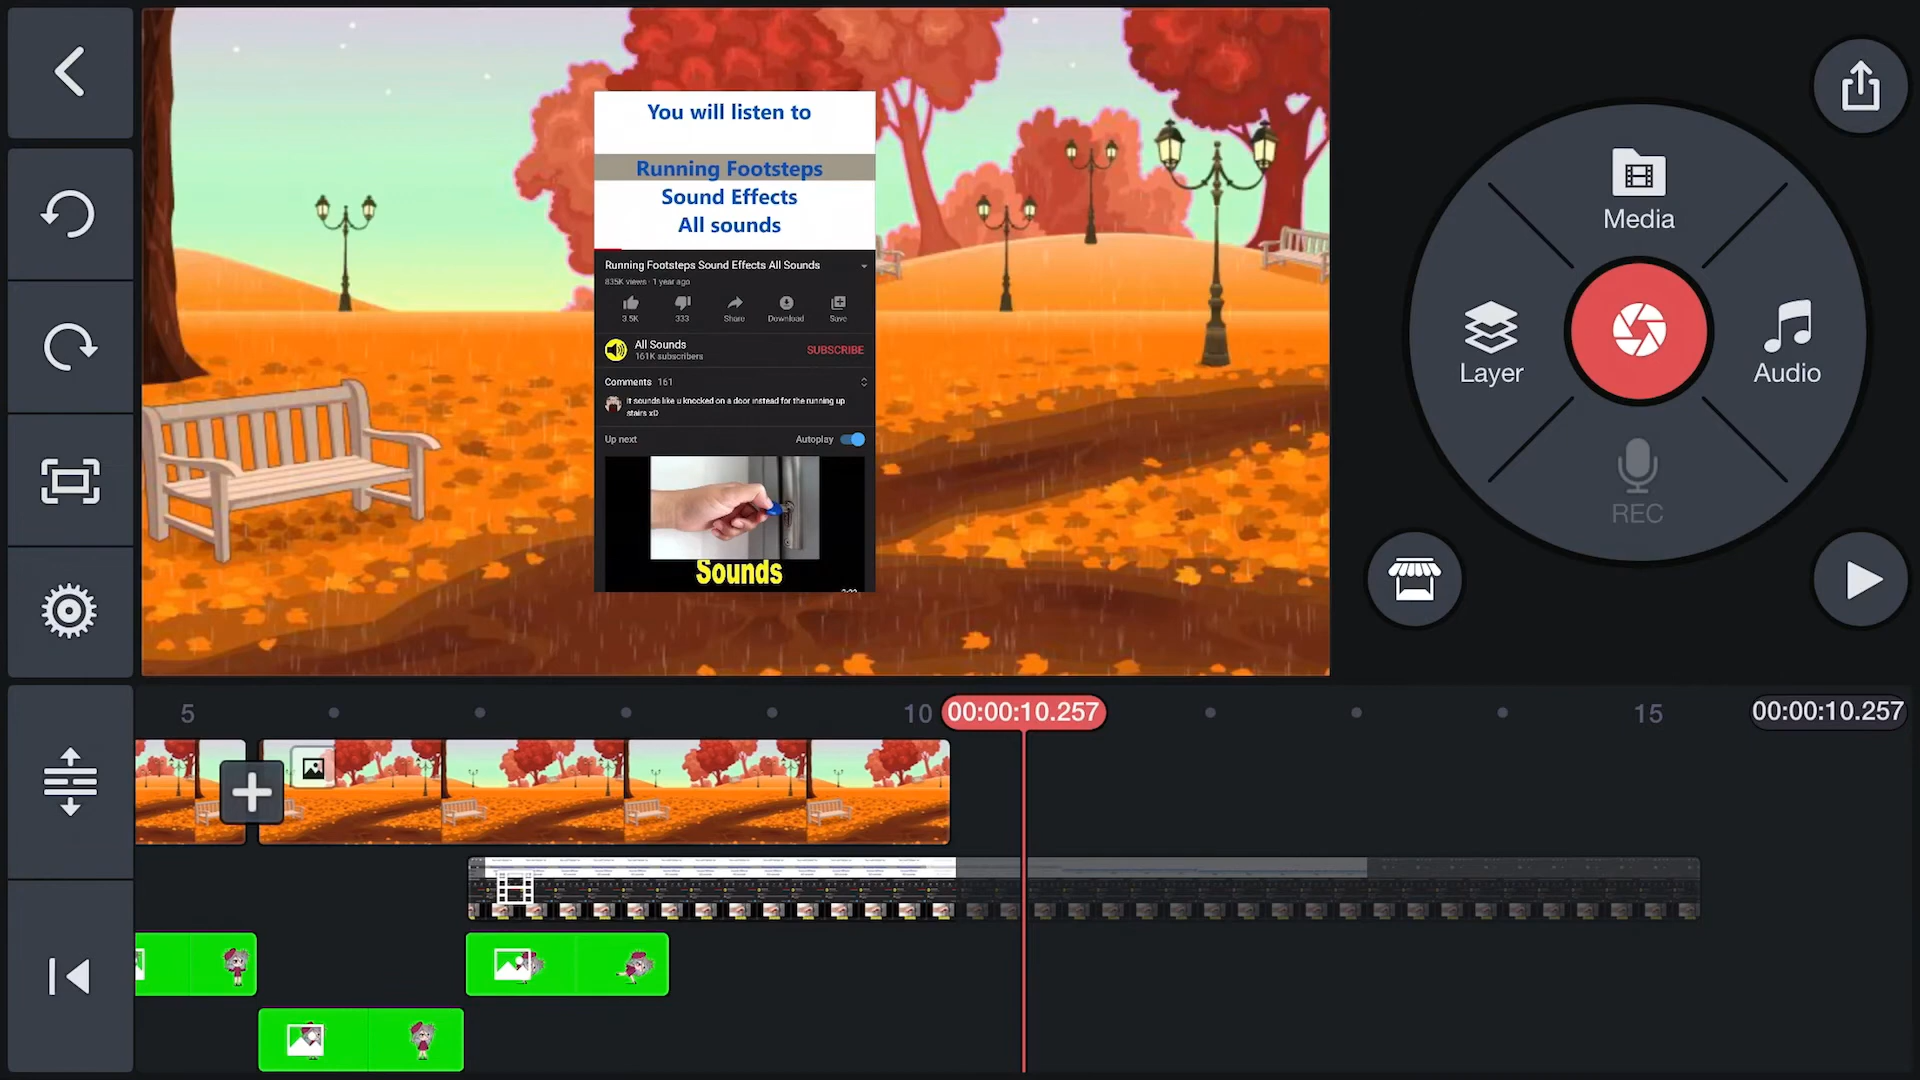 You will listen to
Running Footsteps
Sound Effects
All sounds
Running Footsteps Sound Effects All Sounds
835K views · 1 year ago
3.5K
333
Share
Download
Save
All Sounds
161K subscribers
SUBSCRIBE
Comments 161
It sounds like u knocked on a door instead for the running up
stairs xD
Up next
Autoplay
Sounds
Media
Layer
Audio
REC
5
10
00:00:10.257
15
00:00:10.257